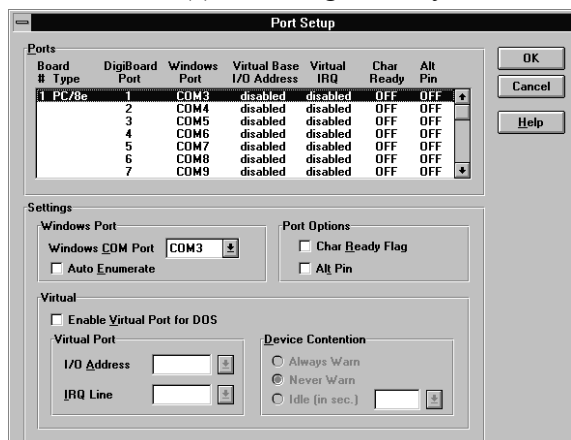 Port Setup
Ports
Board DigiBoard Windows Virtual Base Virtual Char Alt
# Type Port Port I/O Address IRQ Ready Pin
1 PC/8e 1 COM3 disabled disabled OFF OFF
2 COM4 disabled disabled OFF OFF
3 COM5 disabled disabled OFF OFF
4 COM6 disabled disabled OFF OFF
5 COM7 disabled disabled OFF OFF
6 COM8 disabled disabled OFF OFF
7 COM9 disabled disabled OFF OFF
OK
Cancel
Help
Settings
Windows Port
Windows COM Port COM3
Auto Enumerate
Port Options
Char Ready Flag
Alt Pin
Virtual
Enable Virtual Port for DOS
Virtual Port
I/O Address
IRQ Line
Device Contention
Always Warn
Never Warn
Idle (in sec.)